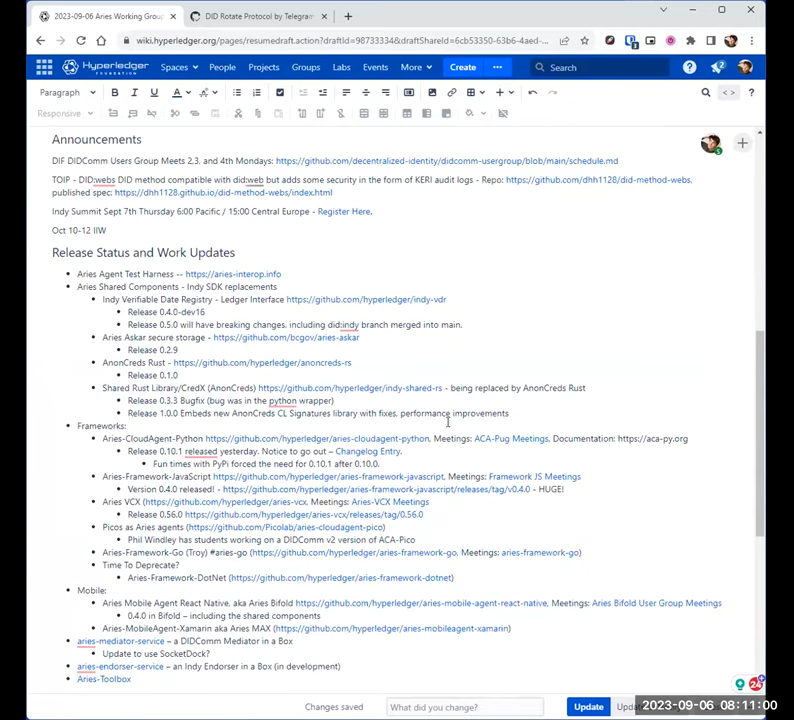 2023-09-06 Aries Working Group
DID Rotate Protocol by Telegram
wiki.hyperledger.org/pages/resumedraft.action?draftId=98733334&draftShareId=6cb53350-63b6-4aed-...
HYPERLEDGER FOUNDATION Spaces People Projects Groups Labs Events More Create ... Search
Paragraph B I U A
Responsive
Announcements
DIF DIDComm Users Group Meets 2,3, and 4th Mondays: https://github.com/decentralized-identity/didcomm-usergroup/blob/main/schedule.md
TOIP - DID:webs DID method compatible with did:web but adds some security in the form of KERI audit logs - Repo: https://github.com/dhh1128/did-method-webs,
published spec: https://dhh1128.github.io/did-method-webs/index.html
Indy Summit Sept 7th Thursday 6:00 Pacific / 15:00 Central Europe - Register Here.
Oct 10-12 IIW
Release Status and Work Updates
Aries Agent Test Harness -- https://aries-interop.info
Aries Shared Components - Indy SDK replacements
Indy Verifiable Date Registry - Ledger Interface https://github.com/hyperledger/indy-vdr
Release 0.4.0-dev16
Release 0.5.0 will have breaking changes, including did:indy branch merged into main.
Aries Askar secure storage - https://github.com/bcgov/aries-askar
Release 0.2.9
AnonCreds Rust - https://github.com/hyperledger/anoncreds-rs
Release 0.1.0
Shared Rust Library/CredX (AnonCreds) https://github.com/hyperledger/indy-shared-rs - being replaced by AnonCreds Rust
Release 0.3.3 Bugfix (bug was in the python wrapper)
Release 1.0.0 Embeds new AnonCreds CL Signatures library with fixes, performance improvements
Frameworks:
Aries-CloudAgent-Python https://github.com/hyperledger/aries-cloudagent-python, Meetings: ACA-Pug Meetings, Documentation: https://aca-py.org
Release 0.10.1 released yesterday. Notice to go out – Changelog Entry.
Fun times with PyPi forced the need for 0.10.1 after 0.10.0.
Aries-Framework-JavaScript https://github.com/hyperledger/aries-framework-javascript, Meetings: Framework JS Meetings
Version 0.4.0 released! - https://github.com/hyperledger/aries-framework-javascript/releases/tag/v0.4.0 - HUGE!
Aries VCX (https://github.com/hyperledger/aries-vcx, Meetings: Aries-VCX Meetings
Release 0.56.0 https://github.com/hyperledger/aries-vcx/releases/tag/0.56.0
Picos as Aries agents (https://github.com/Picolab/aries-cloudagent-pico)
Phil Windley has students working on a DIDComm v2 version of ACA-Pico
Aries-Framework-Go (Troy) #aries-go (https://github.com/hyperledger/aries-framework-go, Meetings: aries-framework-go)
Time To Deprecate?
Aries-Framework-DotNet (https://github.com/hyperledger/aries-framework-dotnet)
Mobile:
Aries Mobile Agent React Native, aka Aries Bifold https://github.com/hyperledger/aries-mobile-agent-react-native, Meetings: Aries Bifold User Group Meetings
0.4.0 in Bifold – including the shared components
Aries-MobileAgent-Xamarin aka Aries MAX (https://github.com/hyperledger/aries-mobileagent-xamarin)
aries-mediator-service – a DIDComm Mediator in a Box
Update to use SocketDock?
aries-endorser-service – an Indy Endorser in a Box (in development)
Aries-Toolbox
Changes saved What did you change? Update
2023-09-06 08:11:00